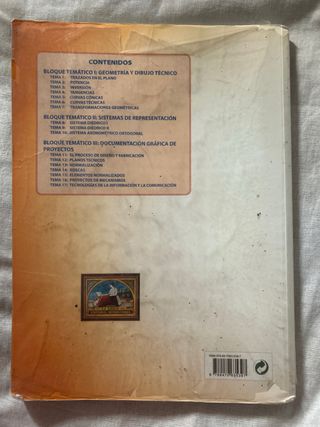 CONTENIDOS
BLOQUE TEMÁTICO I: GEOMETRÍA Y DIBUJO TÉCNICO
TEMA 1: TRAZADOS EN EL PLANO
TEMA 2: POTENCIA
TEMA 3: INVERSIÓN
TEMA 4: TANGENCIAS
TEMA 5: CURVAS CÓNICAS
TEMA 6: CURVAS TÉCNICAS
TEMA 7: TRANSFORMACIONES GEOMÉTRICAS
BLOQUE TEMÁTICO II: SISTEMAS DE REPRESENTACIÓN
TEMA 8: SISTEMA DIÉDRICO I
TEMA 9: SISTEMA DIÉDRICO II
TEMA 10: SISTEMA AXONOMÉTRICO ORTOGONAL
BLOQUE TEMÁTICO III: DOCUMENTACIÓN GRÁFICA DE
PROYECTOS
TEMA 11: EL PROCESO DE DISEÑO Y FABRICACIÓN
TEMA 12: PLANOS TÉCNICOS
TEMA 13: NORMALIZACIÓN
TEMA 14: ROSCAS
TEMA 15: ELEMENTOS NORMALIZADOS
TEMA 16: PROYECTOS DE MECANISMOS
TEMA 17: TECNOLOGÍAS DE LA INFORMACIÓN Y LA COMUNICACIÓN